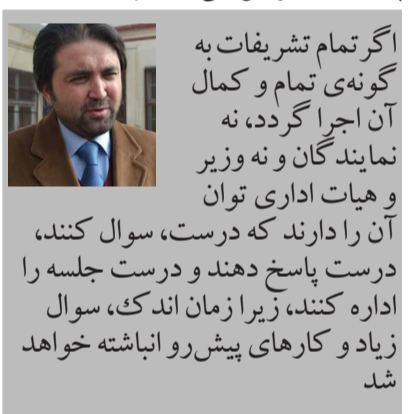 اگر تمام تشریفات به
گونه‌ی تمام و کمال
آن اجرا گردد، نه
نمایندگان و نه وزیر
و هیات اداری توان
آن را دارند که درست، سوال کنند،
درست پاسخ دهند و درست جلسه را
اداره کنند، زیرا زمان اندک، سوال
زیاد و کارهای پیش‌رو انباشته خواهد
شد